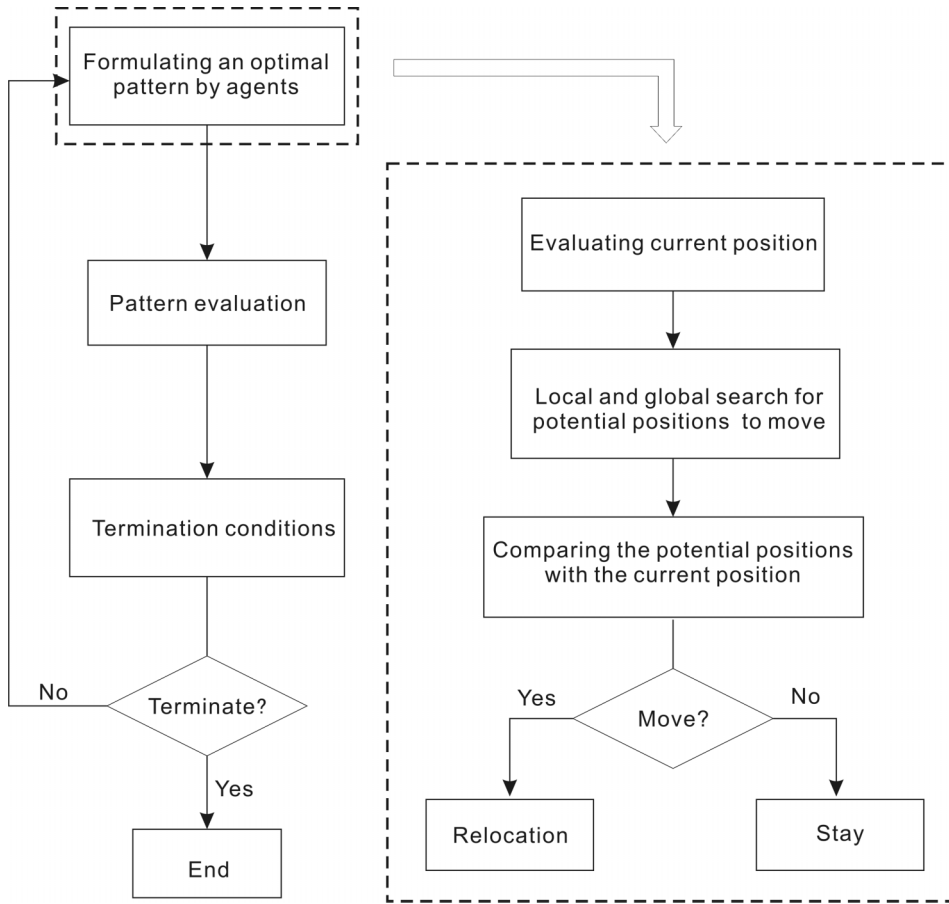 Formulating an optimal
pattern by agents
Pattern evaluation
Termination conditions
Terminate?
No
Yes
End
Evaluating current position
Local and global search for
potential positions to move
Comparing the potential positions
with the current position
Move?
Yes
No
Relocation
Stay